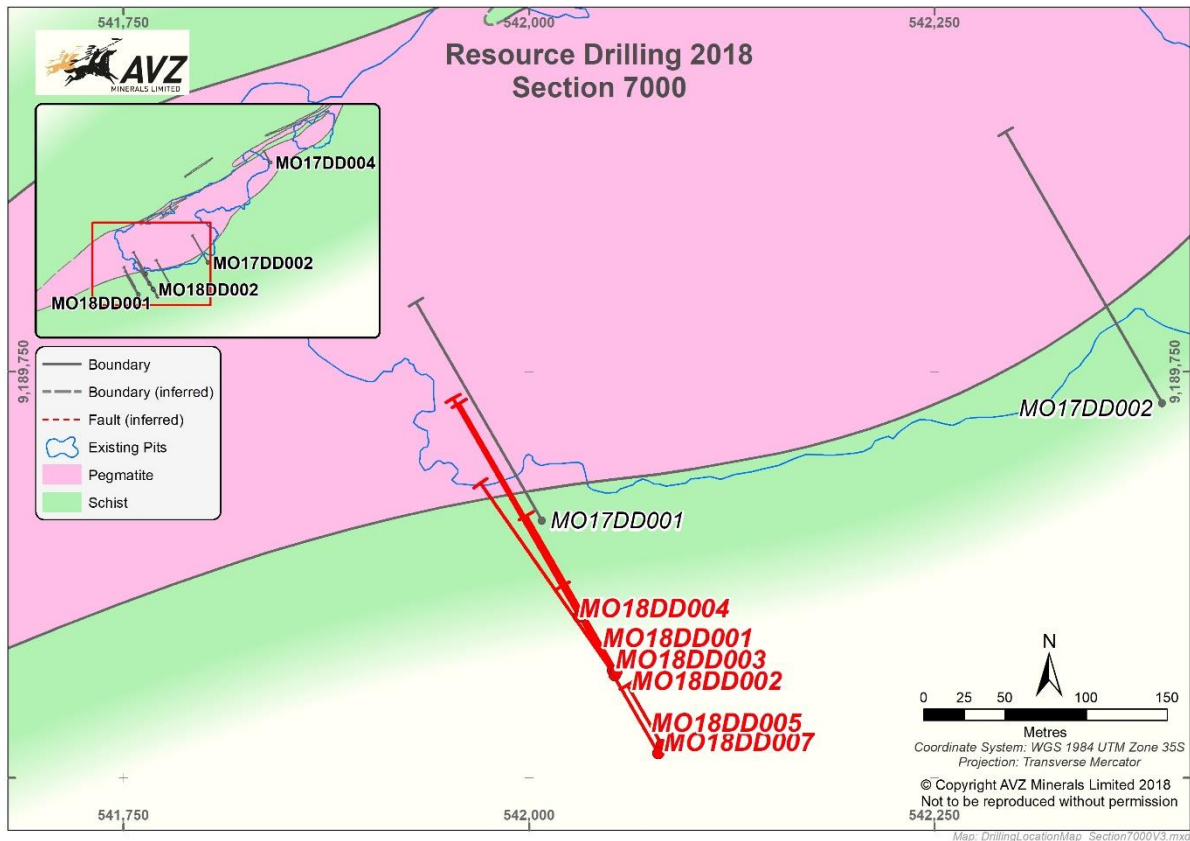 541,750
542,000
542,250
AVZ
MINERALS LIMITED
Resource Drilling 2018
Section 7000
MO17DD004
MO17DD002
MO18DD002
MO18DD001
9,189,750
9,189,750
Boundary
Boundary (inferred)
Fault (inferred)
Existing Pits
Pegmatite
Schist
MO17DD002
MO17DD001
MO18DD004
MO18DD001
MO18DD003
MO18DD002
MO18DD005
MO18DD007
N
0 25 50 100 150
Metres
Coordinate System: WGS 1984 UTM Zone 35S
Projection: Transverse Mercator
© Copyright AVZ Minerals Limited 2018
Not to be reproduced without permission
541,750
542,000
542,250
Map: DrillingLocationMap_Section7000V3.mxd